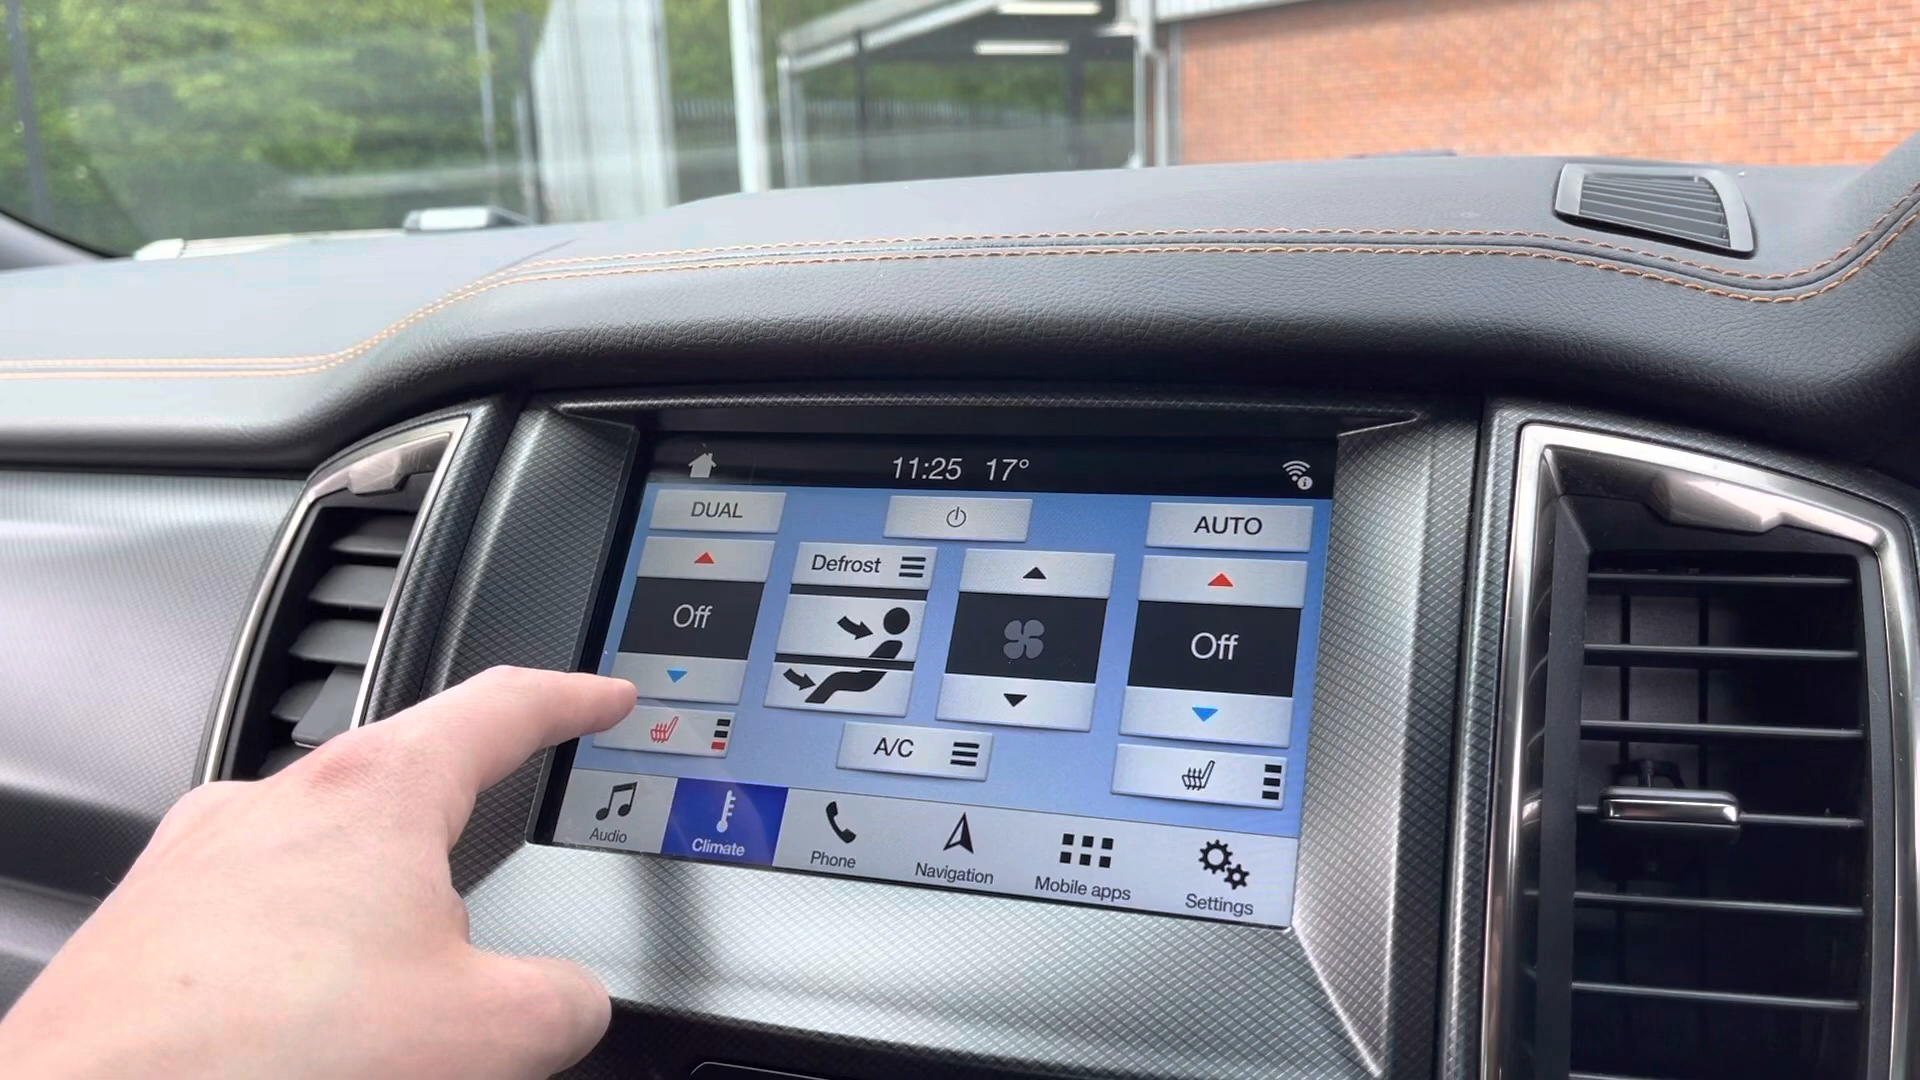 11:25 17°
DUAL
AUTO
Defrost
Off
Off
A/C
Audio
Climate
Phone
Navigation
Mobile apps
Settings